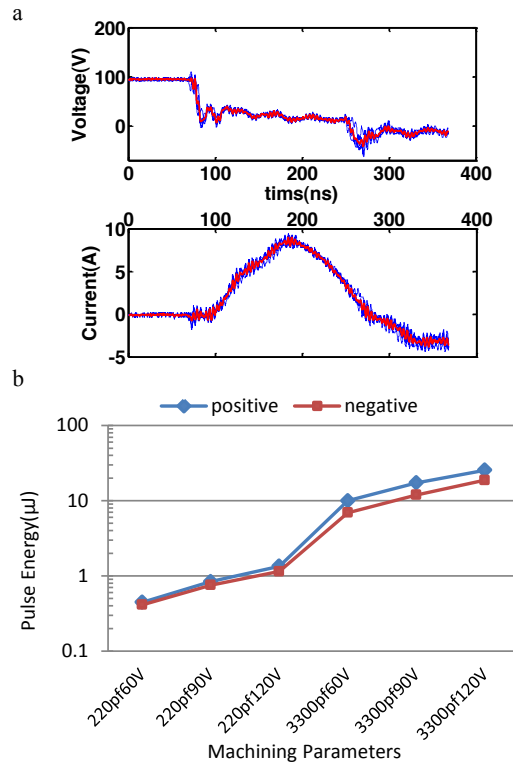 a
200
100
0
Voltage(V)
0 100 200 300 400
tims(ns)
0 100 200 300 400
10
5
0
-5
Current(A)
b
positive negative
100
10
1
0.1
Pulse Energy(µJ)
220pf60V
220pf90V
220pf120V
3300pf60V
3300pf90V
3300pf120V
Machining Parameters